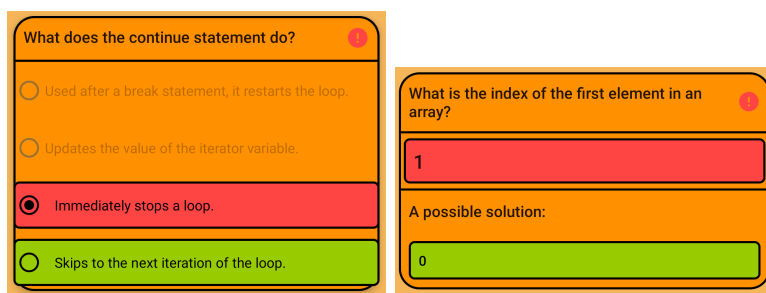 What does the continue statement do?
!
Used after a break statement, it restarts the loop.
Updates the value of the iterator variable.
Immediately stops a loop.
Skips to the next iteration of the loop.
What is the index of the first element in an
array?
!
1
A possible solution:
0